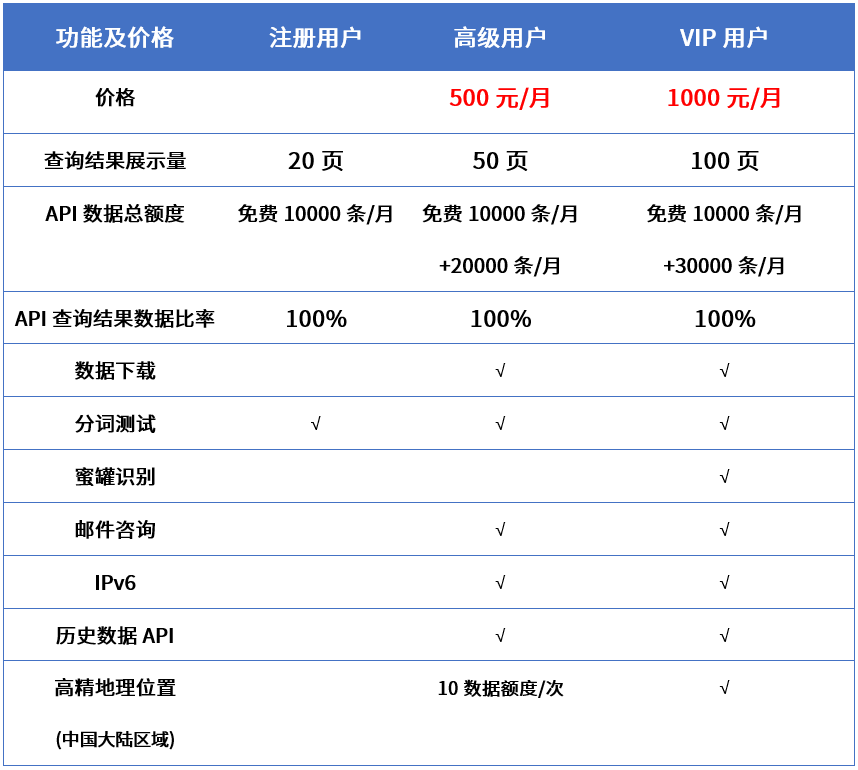 功能及价格 注册用户 高级用户 VIP 用户
价格 500 元/月 1000 元/月
查询结果展示量 20 页 50 页 100 页
API 数据总额度 免费 10000 条/月 免费 10000 条/月 免费 10000 条/月
+20000 条/月 +30000 条/月
API 查询结果数据比率 100% 100% 100%
数据下载 √ √
分词测试 √ √ √
蜜罐识别 √
邮件咨询 √ √
IPv6 √ √
历史数据 API √ √
高精地理位置 10 数据额度/次 √
(中国大陆区域)